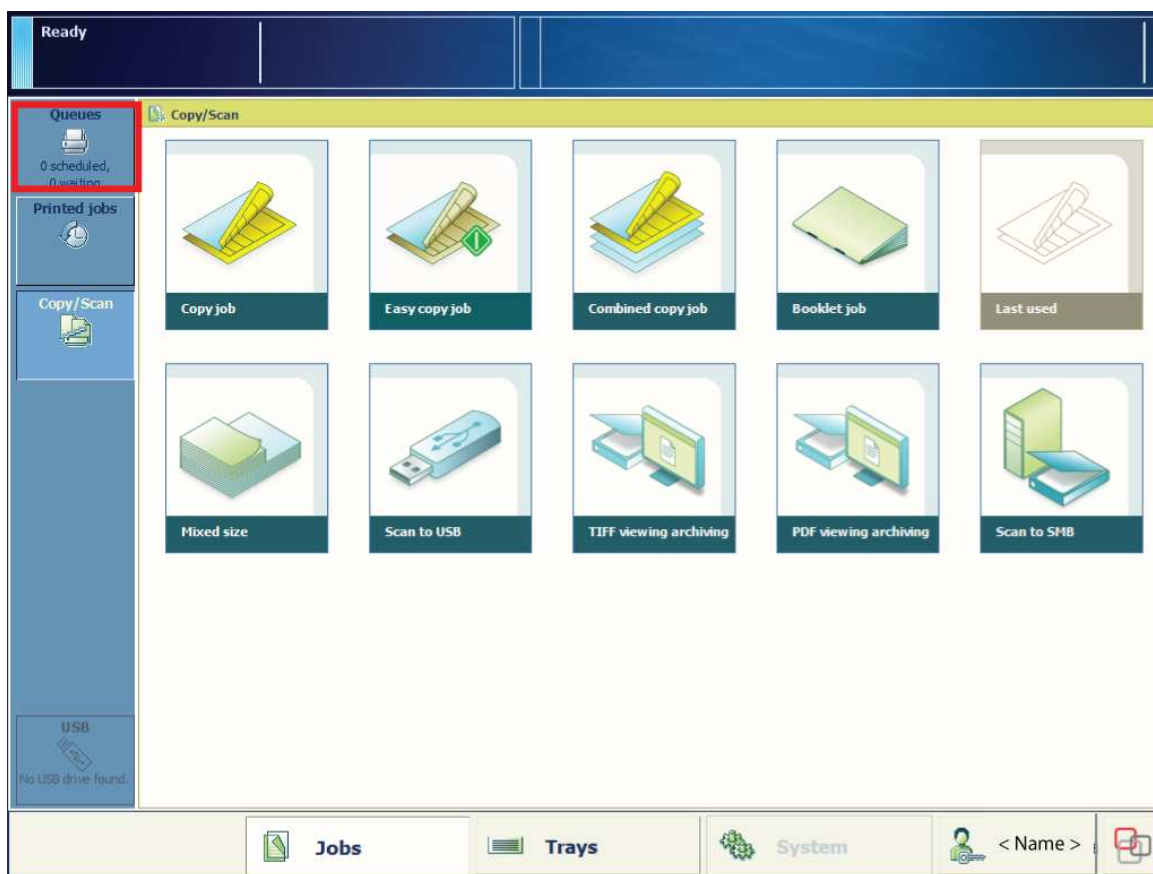 Ready
Queues
0 scheduled,
0 waiting
Printed jobs
Copy/Scan
USB
No USB drive found.
Copy/Scan
Copy job
Easy copy job
Combined copy job
Booklet job
Last used
Mixed size
Scan to USB
TIFF viewing archiving
PDF viewing archiving
Scan to SMB
Jobs
Trays
System
< Name >